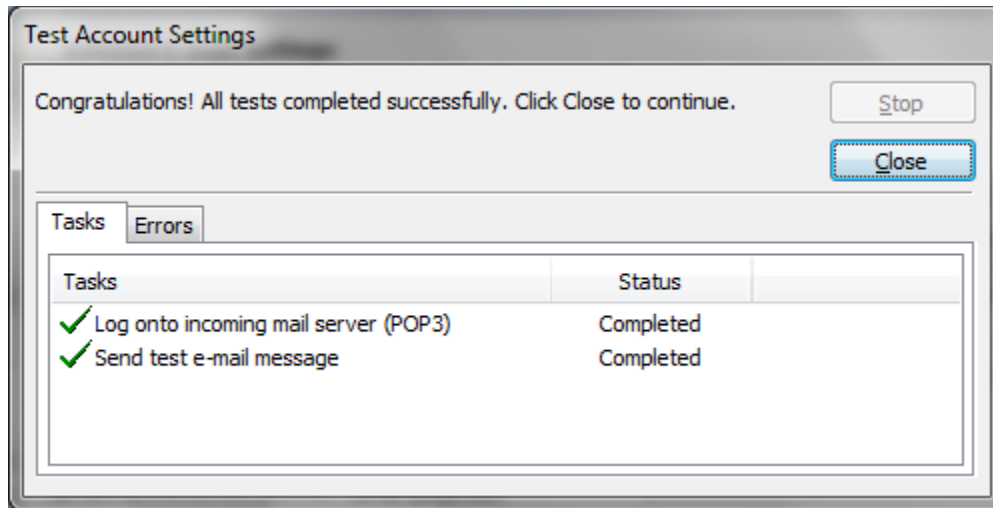 Test Account Settings
Congratulations! All tests completed successfully. Click Close to continue.
Stop
Close
Tasks Errors
Tasks Status
Log onto incoming mail server (POP3) Completed
Send test e-mail message Completed